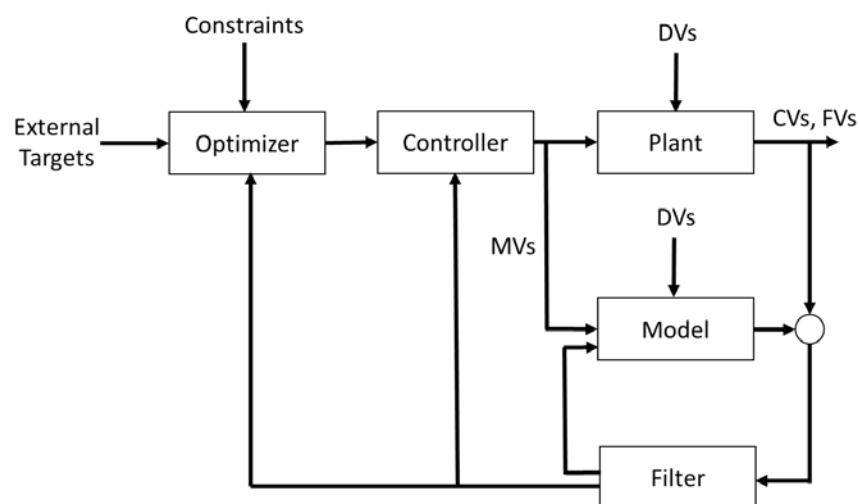 Constraints
DVs
CVs, FVs
External
Targets
Optimizer
Controller
Plant
DVs
MVs
Model
Filter